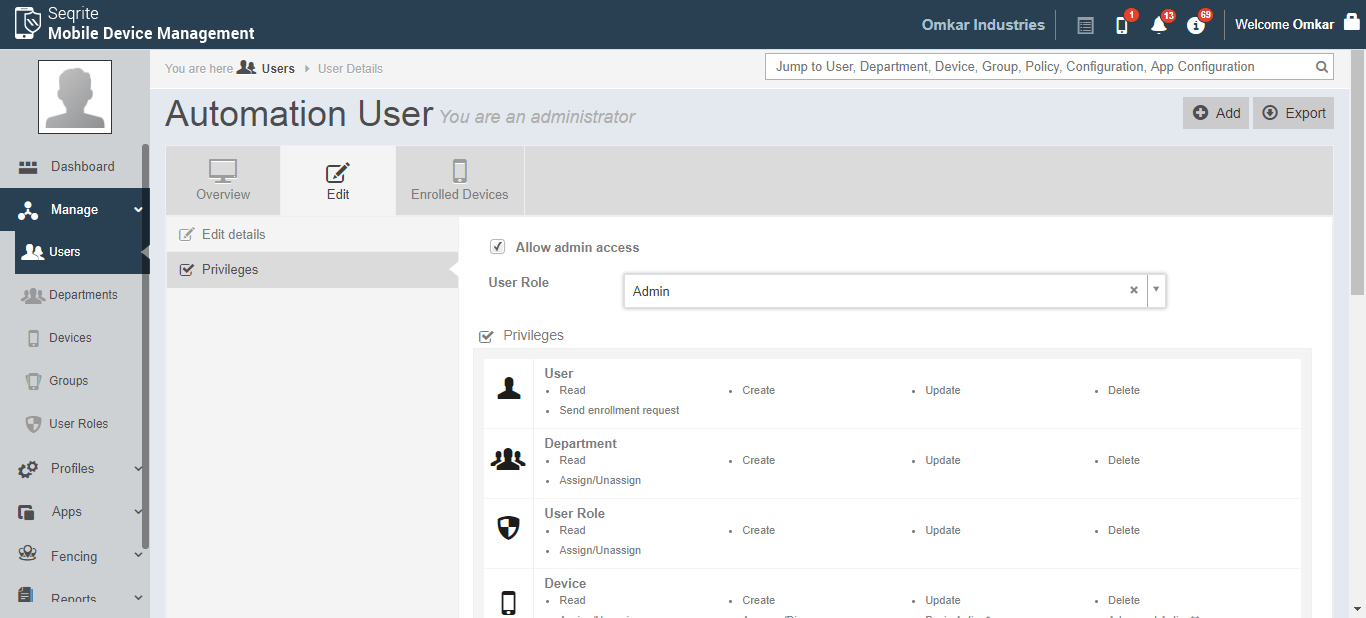 Seqrite
Mobile Device Management
Omkar Industries
1
13
69
Welcome Omkar
You are here Users User Details
Jump to User, Department, Device, Group, Policy, Configuration, App Configuration
Automation User You are an administrator
Add
Export
Dashboard
Manage
Users
Departments
Devices
Groups
User Roles
Profiles
Apps
Fencing
Reports
Overview
Edit
Enrolled Devices
Edit details
Privileges
Allow admin access
User Role
Admin
Privileges
User
Read Create Update Delete
Send enrollment request
Department
Read Create Update Delete
Assign/Unassign
User Role
Read Create Update Delete
Assign/Unassign
Device
Read Create Update Delete